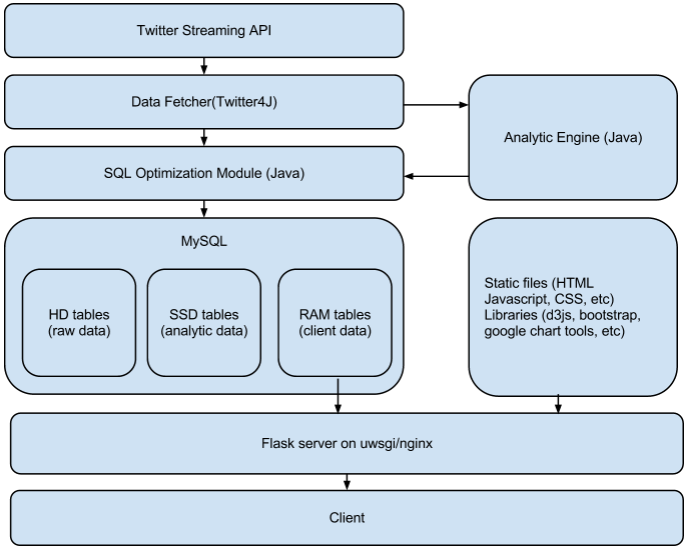 Twitter Streaming API
Data Fetcher(Twitter4J)
Analytic Engine (Java)
SQL Optimization Module (Java)
MySQL
HD tables
(raw data)
SSD tables
(analytic data)
RAM tables
(client data)
Static files (HTML
Javascript, CSS, etc)
Libraries (d3js, bootstrap,
google chart tools, etc)
Flask server on uwsgi/nginx
Client